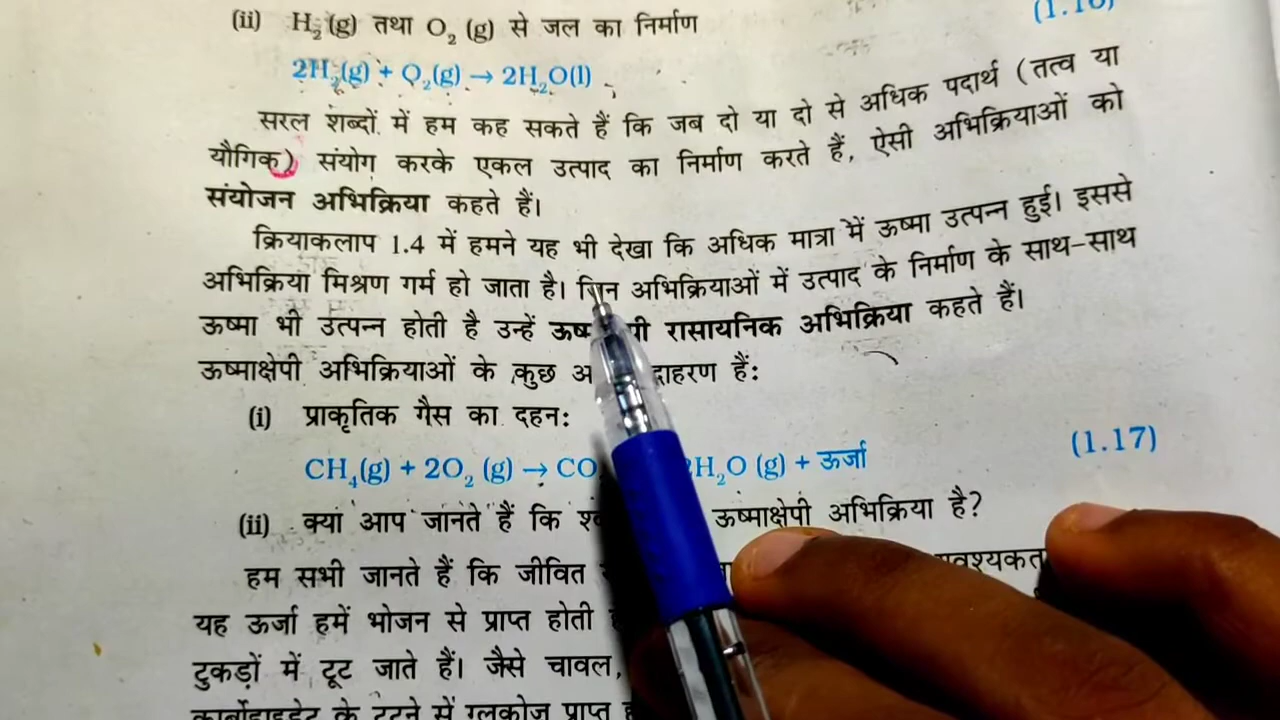 (ii) H₂(g) तथा O₂ (g) से जल का निर्माण
2H₂(g) + O₂(g) → 2H₂O(l)
सरल शब्दों में हम कह सकते हैं कि जब दो या दो से अधिक पदार्थ (तत्व या
यौगिक) संयोग करके एकल उत्पाद का निर्माण करते हैं, ऐसी अभिक्रियाओं को
संयोजन अभिक्रिया कहते हैं।
क्रियाकलाप 1.4 में हमने यह भी देखा कि अधिक मात्रा में ऊष्मा उत्पन्न हुई। इससे
अभिक्रिया मिश्रण गर्म हो जाता है। जिन अभिक्रियाओं में उत्पाद के निर्माण के साथ-साथ
ऊष्मा भी उत्पन्न होती है उन्हें रासायनिक अभिक्रिया कहते हैं।
ऊष्माक्षेपी अभिक्रियाओं के कुछ हैं:
(i) प्राकृतिक गैस का दहन:
CH₄(g) + 2O₂ (g) → H₂O (g) + ऊर्जा (1.17)
(ii) क्या आप जानते हैं कि ऊष्माक्षेपी अभिक्रिया है?
हम सभी जानते हैं कि जीवित
यह ऊर्जा हमें भोजन से प्राप्त होती
टुकड़ों में टूट जाते हैं। जैसे चावल,
कार्बोहाइड्रेट के टूटने से ग्लूकोज प्राप्त